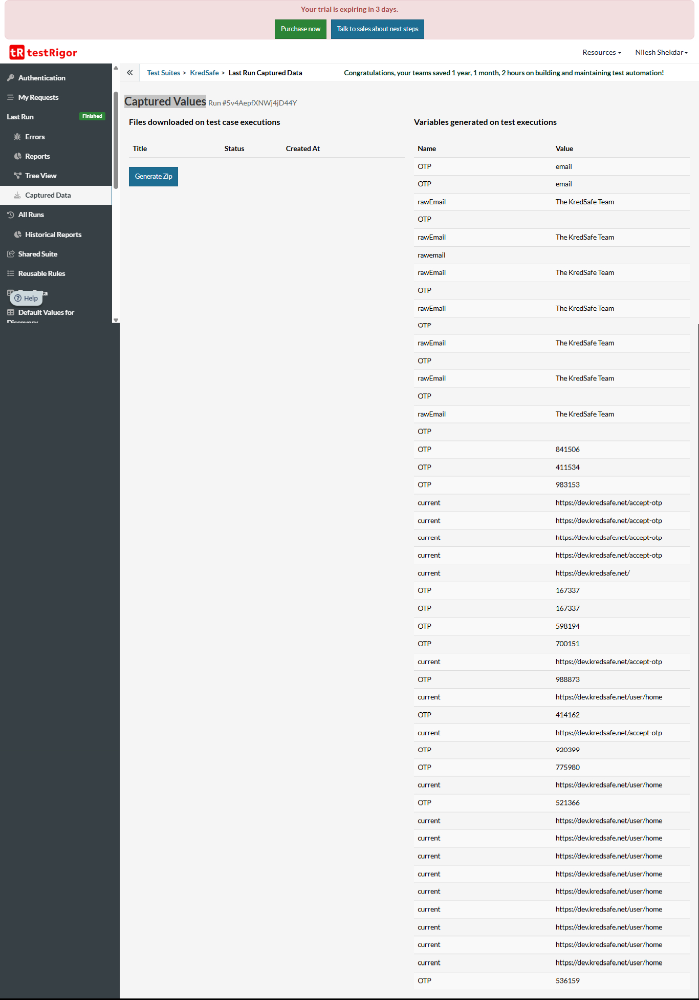 Your trial is expiring in 3 days.
Purchase now
Talk to sales about next steps
tR testRigor
Resources
Nilesh Shekdar
Authentication
My Requests
Last Run
Finished
Errors
Reports
Tree View
Captured Data
All Runs
Historical Reports
Shared Suite
Reusable Rules
Help
Default Values for
Discovery
Test Suites > KredSafe > Last Run Captured Data
Congratulations, your teams saved 1 year, 1 month, 2 hours on building and maintaining test automation!
Captured Values Run #5v4AepfXNWj4jD44Y
Files downloaded on test case executions
Title Status Created At
Generate Zip
Variables generated on test executions
Name Value
OTP email
OTP email
rawEmail The KredSafe Team
OTP
rawEmail The KredSafe Team
rawemail
rawEmail The KredSafe Team
OTP
rawEmail The KredSafe Team
OTP
rawEmail The KredSafe Team
OTP
rawEmail The KredSafe Team
OTP
rawEmail The KredSafe Team
OTP
OTP 841506
OTP 411534
OTP 983153
current https://dev.kredsafe.net/accept-otp
current https://dev.kredsafe.net/accept-otp
current https://dev.kredsafe.net/accept-otp
current https://dev.kredsafe.net/accept-otp
current https://dev.kredsafe.net/
OTP 167337
OTP 167337
OTP 598194
OTP 700151
current https://dev.kredsafe.net/accept-otp
OTP 988873
current https://dev.kredsafe.net/user/home
OTP 414162
current https://dev.kredsafe.net/accept-otp
OTP 920399
OTP 775980
current https://dev.kredsafe.net/user/home
OTP 521366
current https://dev.kredsafe.net/user/home
current https://dev.kredsafe.net/user/home
current https://dev.kredsafe.net/user/home
current https://dev.kredsafe.net/user/home
current https://dev.kredsafe.net/user/home
current https://dev.kredsafe.net/user/home
current https://dev.kredsafe.net/user/home
current https://dev.kredsafe.net/user/home
current https://dev.kredsafe.net/user/home
OTP 536159